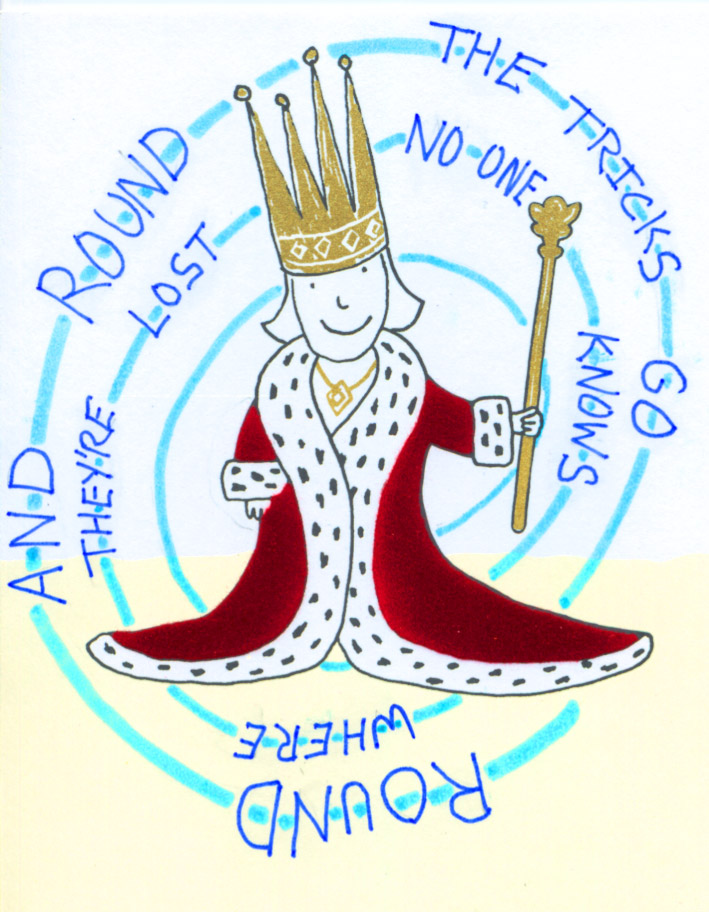 THE TRICKS GO ROUND AND ROUND
NO ONE KNOWS WHERE THEY'RE LOST